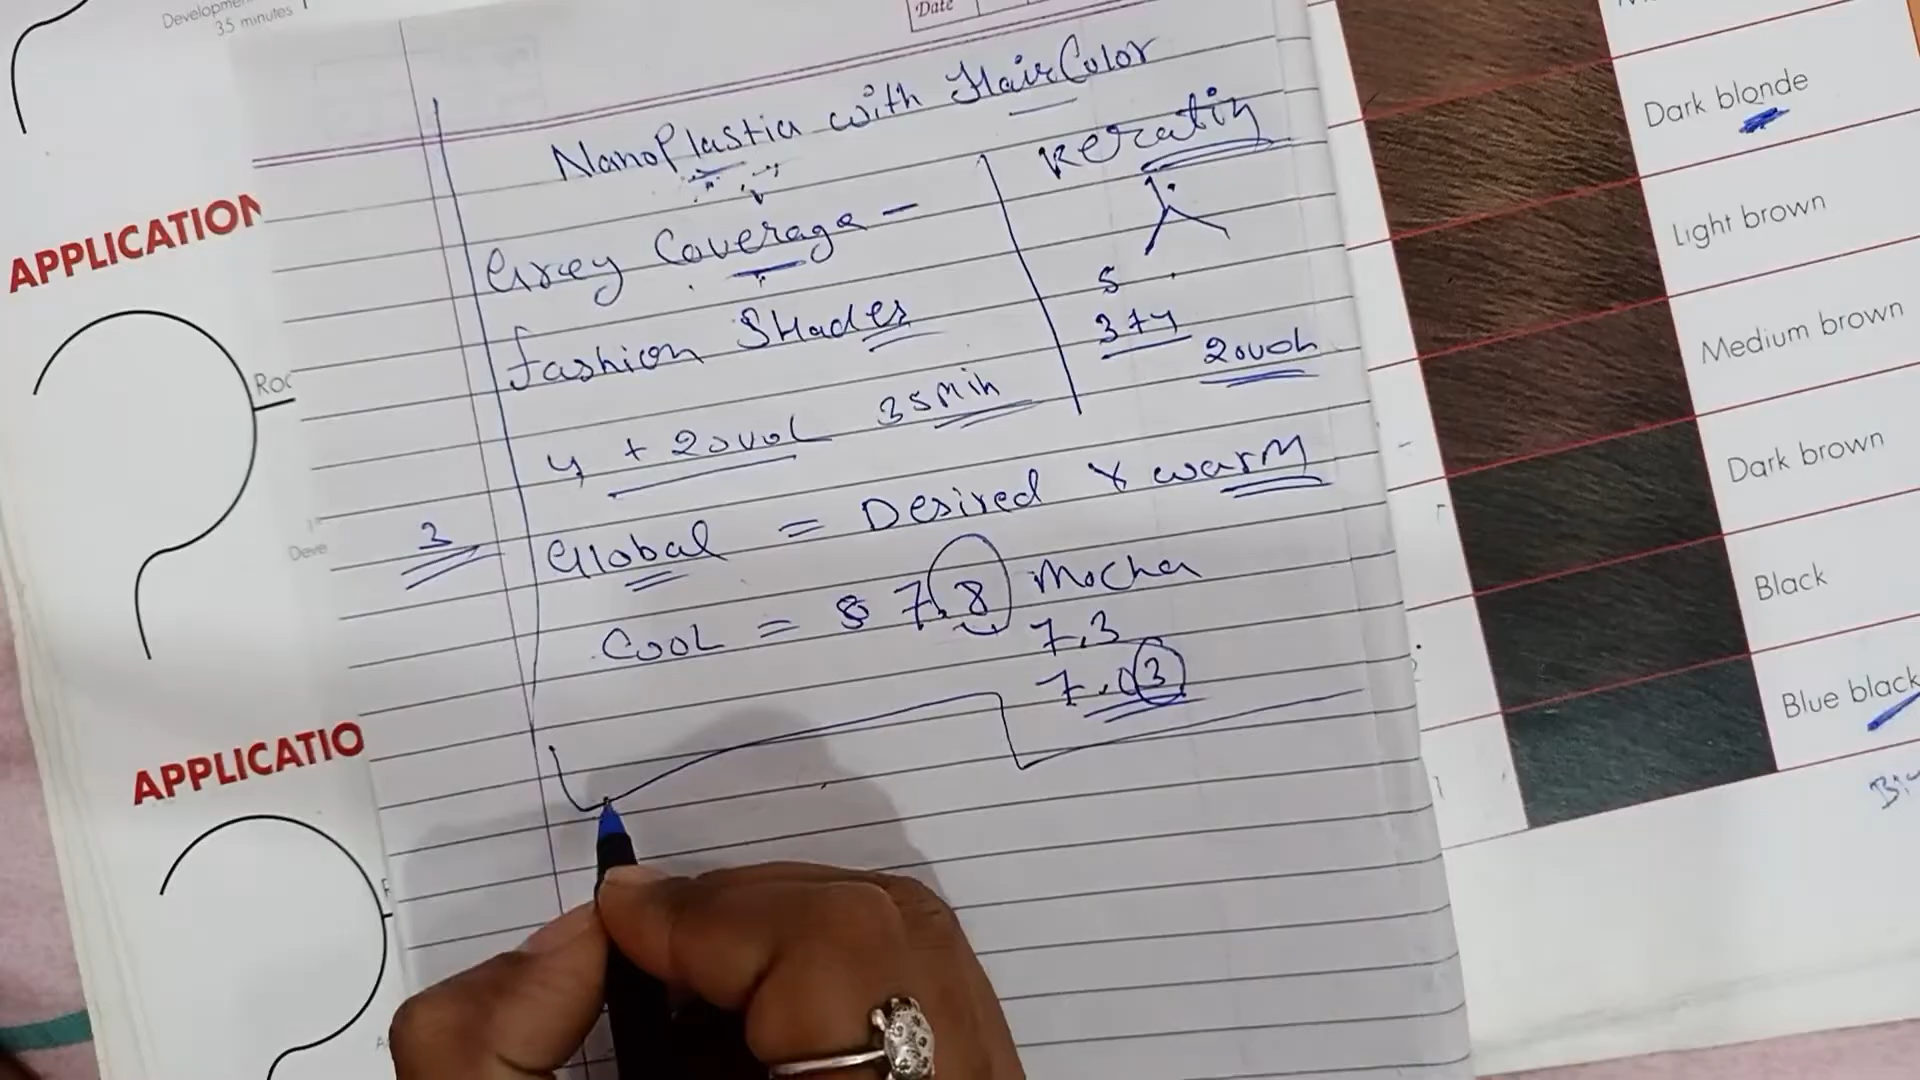 Development
35 minutes
Date
NanoPlastia with HairColor
Keratin
Grey Coverage -
5
Fashion SHades
3+4
20vol
4 + 20vol 35Min
3
Global = Desired x warM
Cool = 8 7.8 Mocha
7.3
7.03
APPLICATION
APPLICATIO
Deve
Dark blonde
Light brown
Medium brown
Dark brown
Black
Blue black